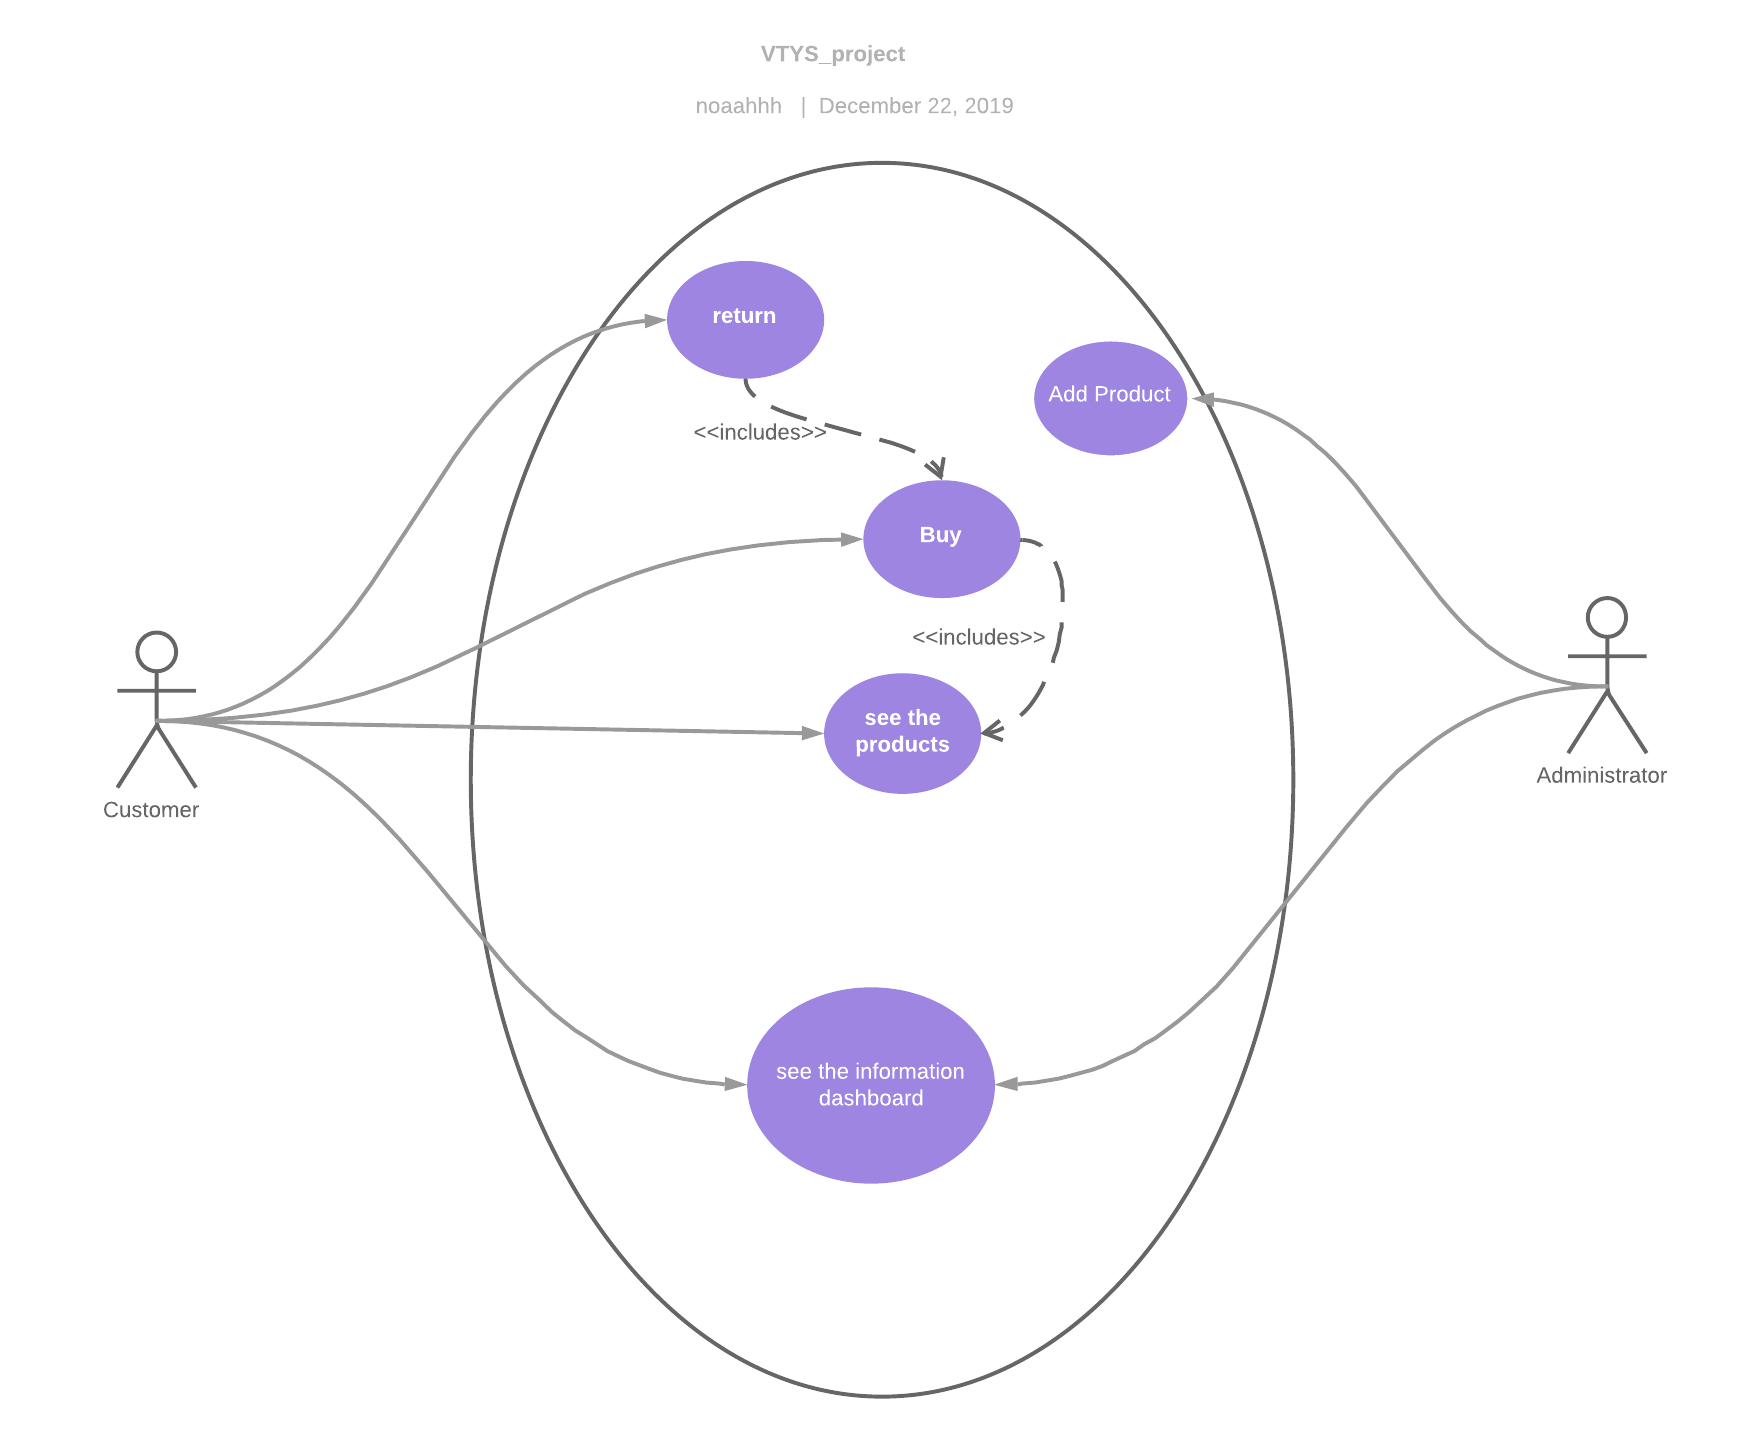 VTYS_project
noaahhh | December 22, 2019
return
Add Product
<<includes>>
Buy
<<includes>>
see the
products
Customer
Administrator
see the information
dashboard